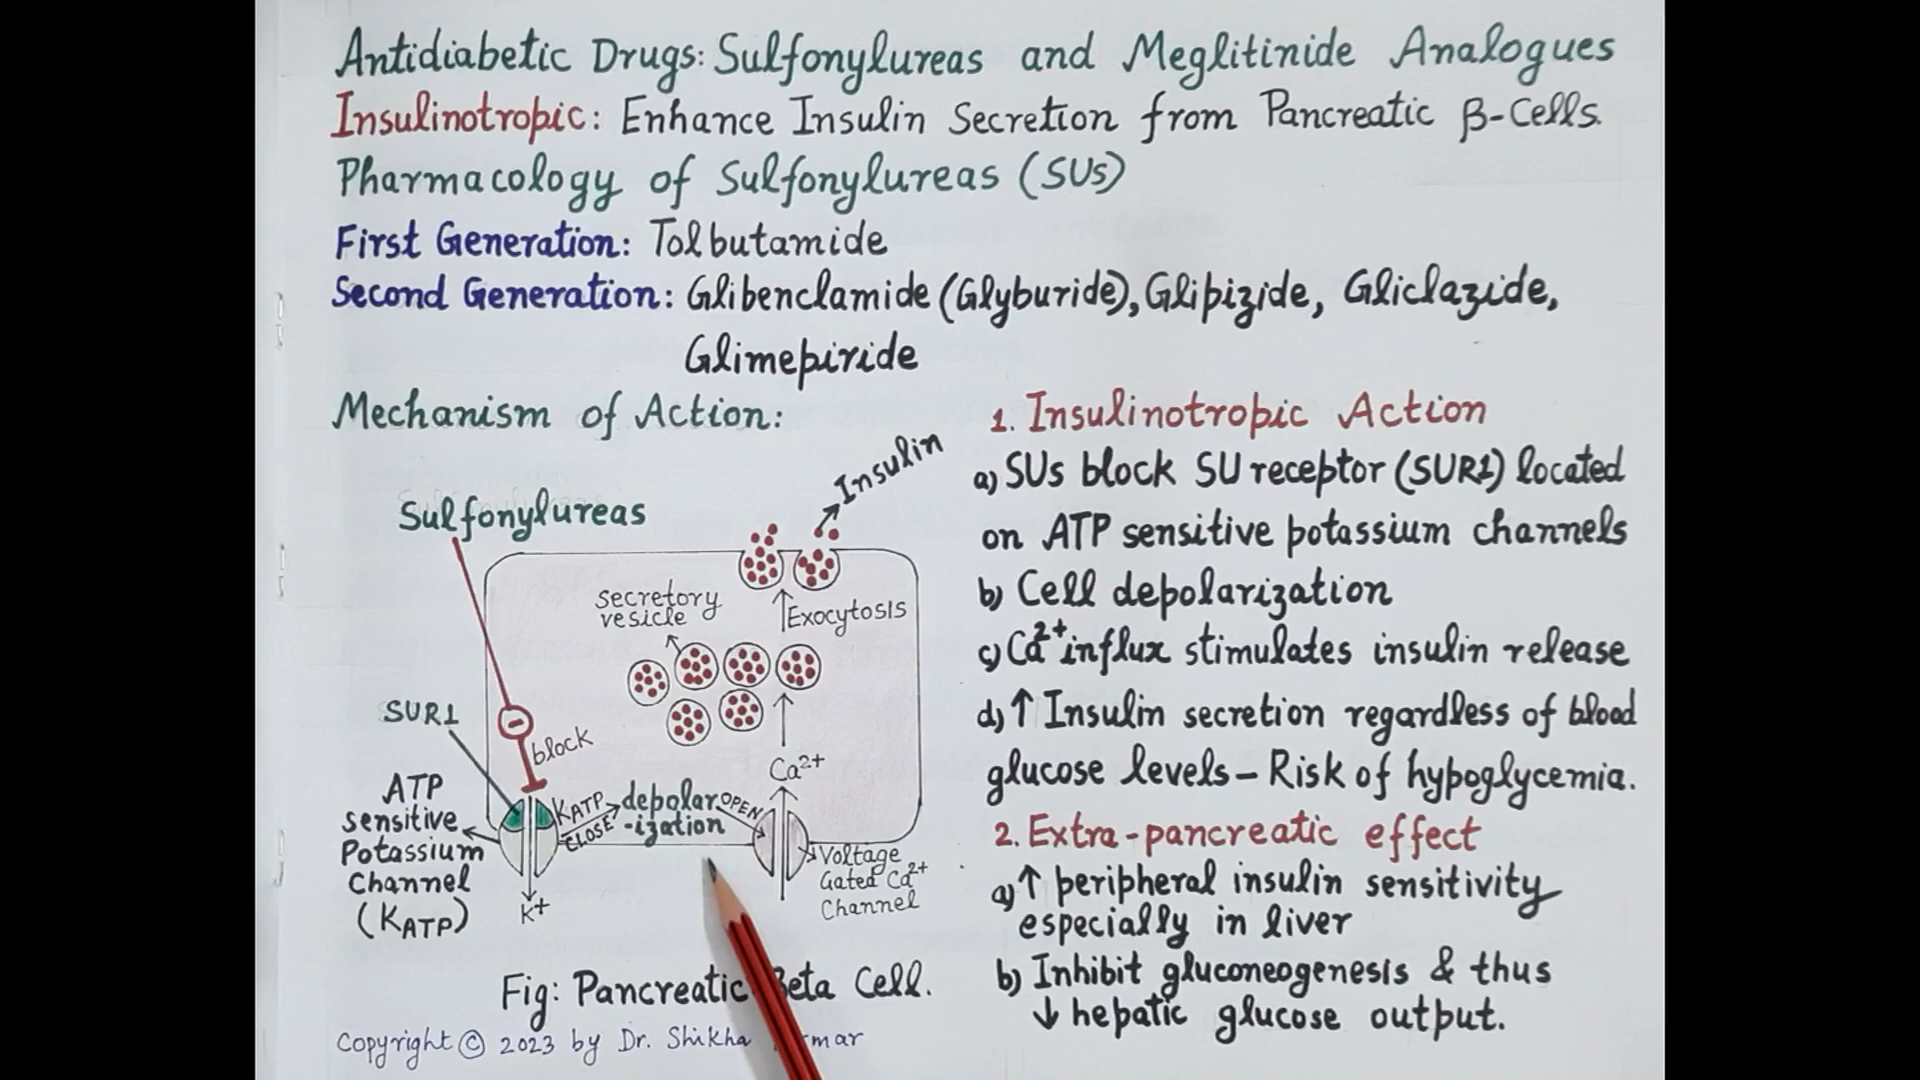 Antidiabetic Drugs: Sulfonylureas and Meglitinide Analogues
Insulinotropic: Enhance Insulin Secretion from Pancreatic β-Cells.
Pharmacology of Sulfonylureas (SUs)
First Generation: Tolbutamide
Second Generation: Glibenclamide (Glyburide), Glipizide, Gliclazide,
Glimepiride
Mechanism of Action:
Sulfonylureas
Insulin
secretory
vesicle
Exocytosis
SUR1
block
Ca2+
ATP
sensitive
Potassium
Channel
(KATP)
KATP
CLOSE
depolar
-ization
OPEN
K+
Voltage
Gated Ca2+
Channel
Fig: Pancreatic Beta Cell.
Copyright © 2023 by Dr. Shikha
1. Insulinotropic Action
a) SUs block SU receptor (SUR1) located
on ATP sensitive potassium channels
b) Cell depolarization
c) Ca2+ influx stimulates insulin release
d) ↑ Insulin secretion regardless of blood
glucose levels – Risk of hypoglycemia.
2. Extra-pancreatic effect
a) ↑ peripheral insulin sensitivity
especially in liver
b) Inhibit gluconeogenesis & thus
↓ hepatic glucose output.